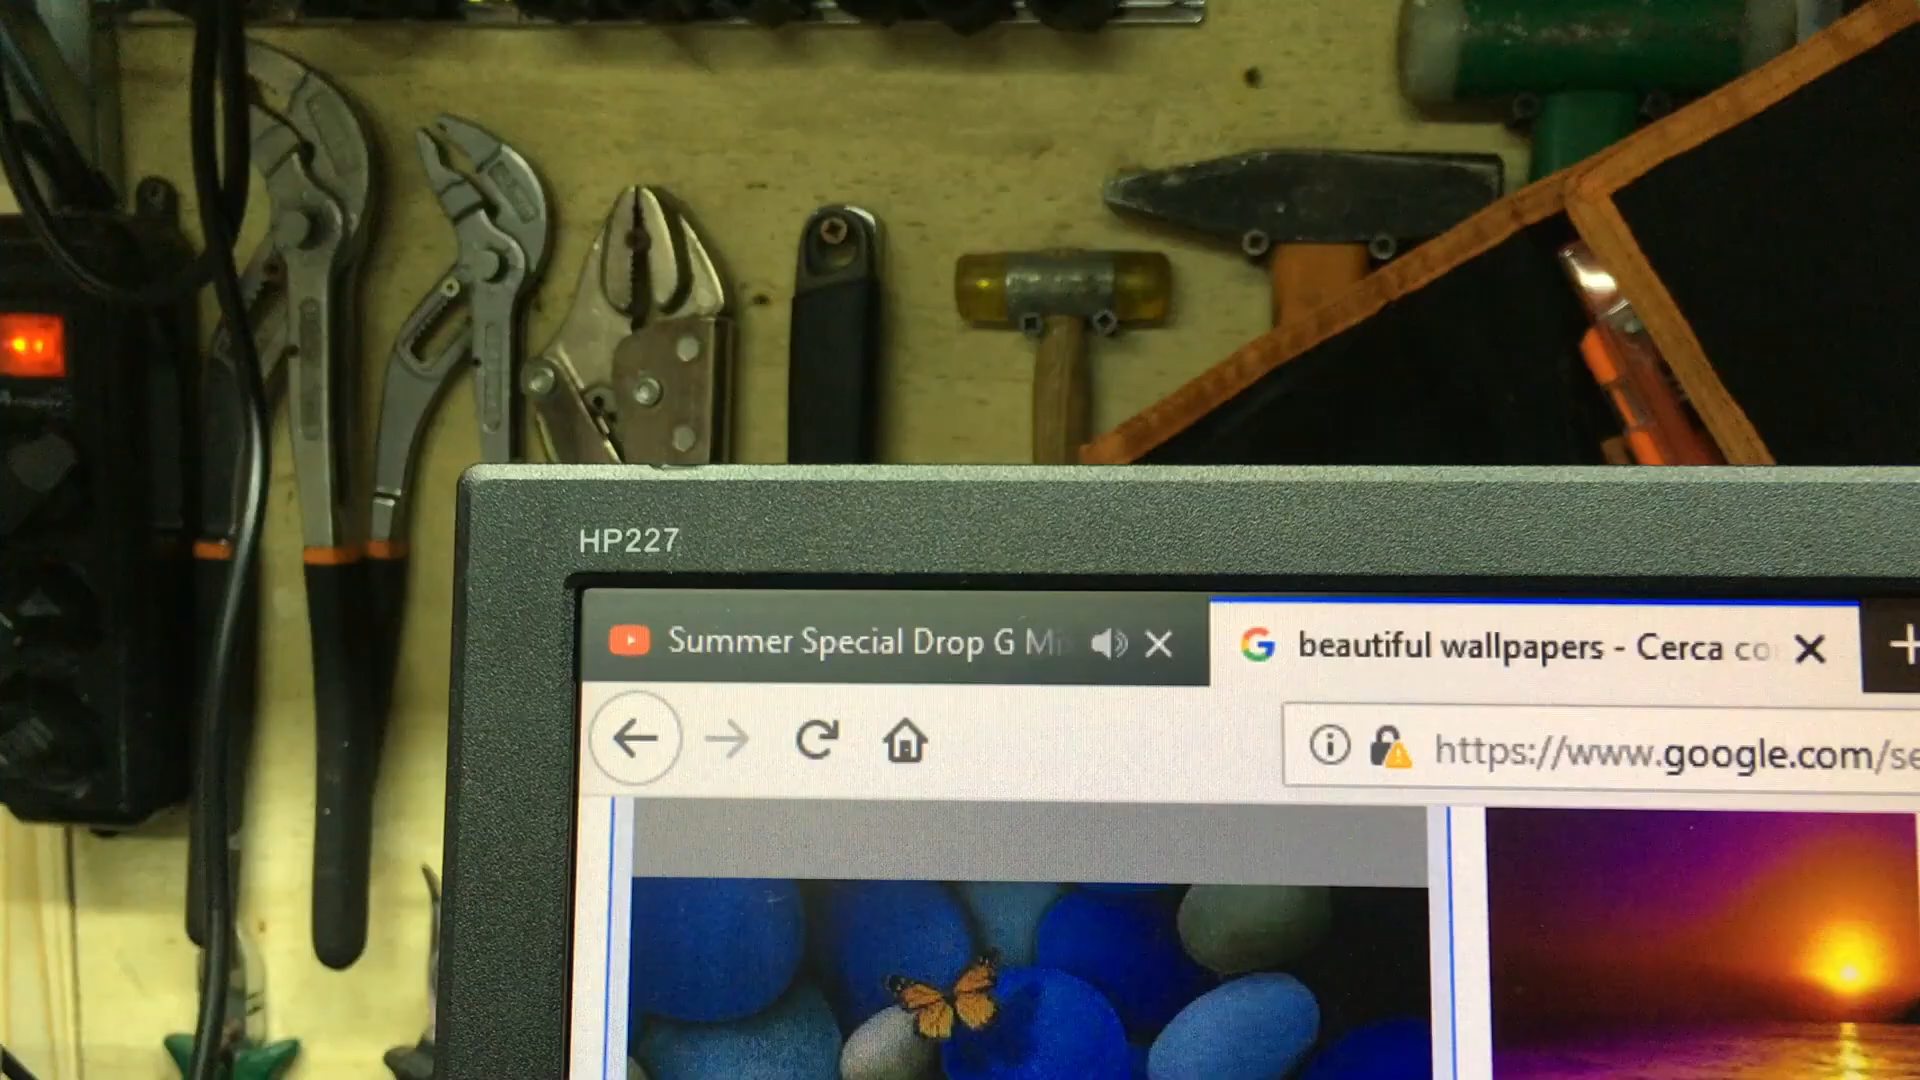 HP227
Summer Special Drop G
beautiful wallpapers - Cerca co
https://www.google.com/se